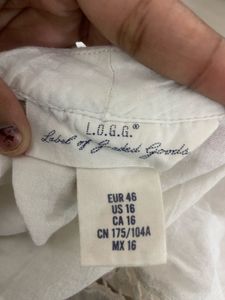 L.O.G.G.®
Label of Graded Goods
EUR 46
US 16
CA 16
CN 175/104A
MX 16